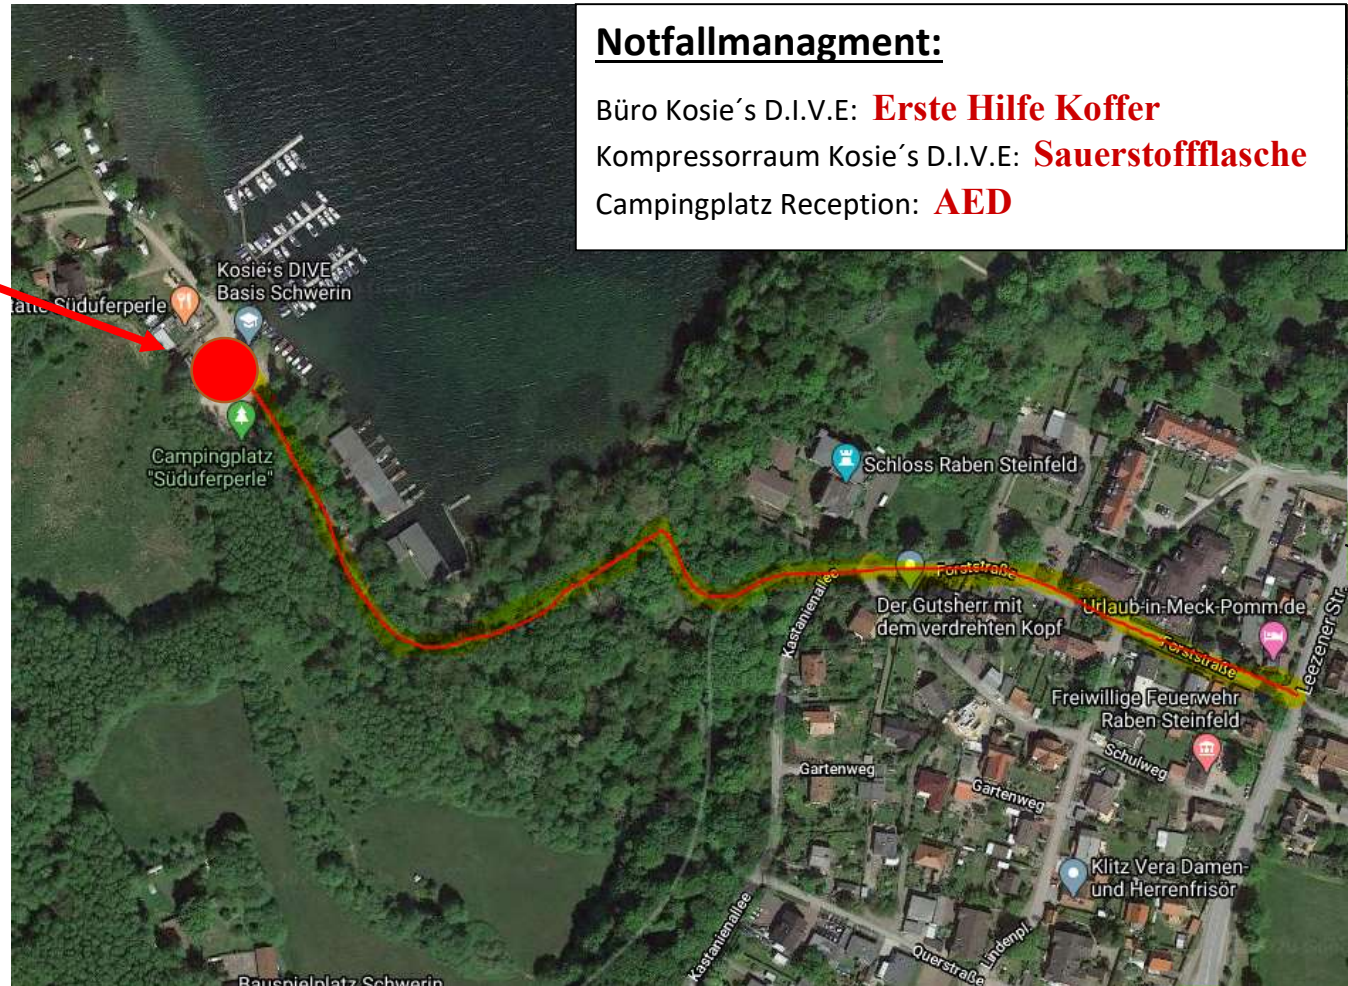 Notfallmanagment:
Büro Kosie´s D.I.V.E: Erste Hilfe Koffer
Kompressorraum Kosie´s D.I.V.E: Sauerstoffflasche
Campingplatz Reception: AED
Kosie's DIVE
Basis Schwerin
Süduferperle
Campingplatz
"Süduferperle"
Schloss Raben Steinfeld
Forststraße
Kastanienallee
Der Gutsherr mit
dem verdrehten Kopf
Urlaub-in-Meck-Pomm.de
Forststraße
Leezener Str.
Freiwillige Feuerwehr
Raben Steinfeld
Schulweg
Gartenweg
Gartenweg
Klitz Vera Damen-
und Herrenfrisör
Kastanienallee
Querstraße
Lindenpl.
Bauspielplatz Schwerin